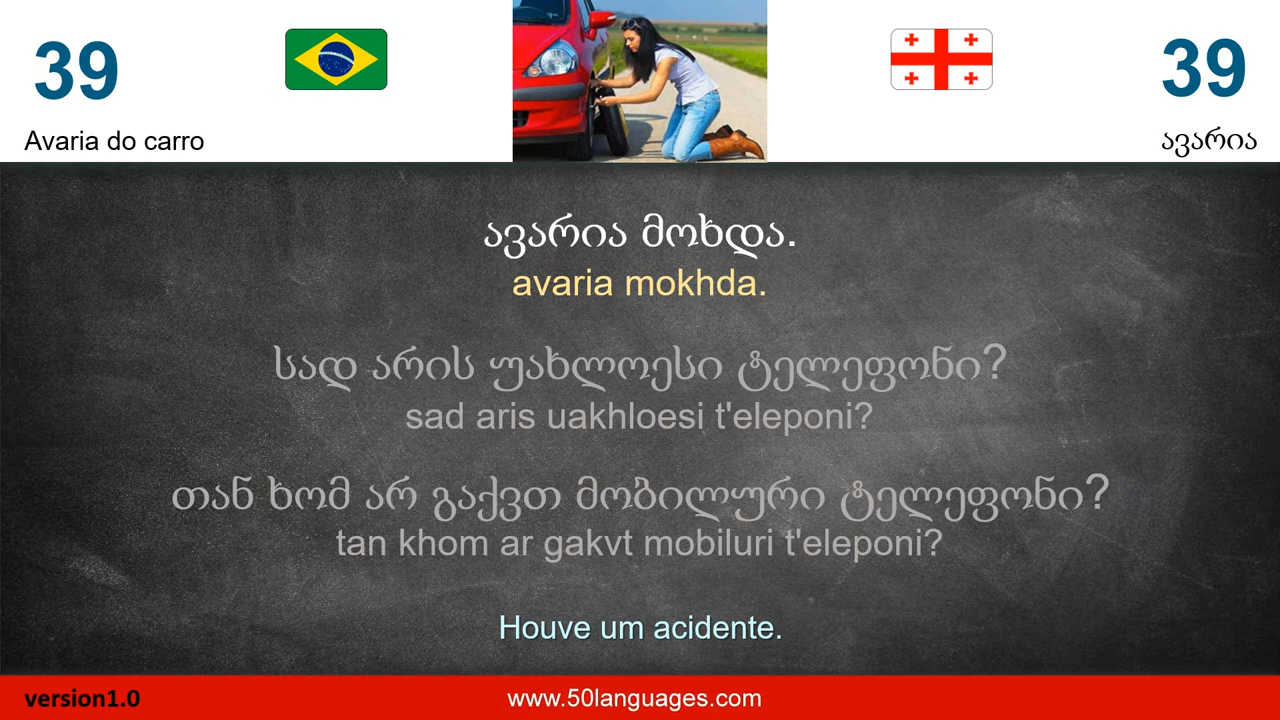 39
39
Avaria do carro
ავარია
ავარია მოხდა.
avaria mokhda.
სად არის უახლოესი ტელეფონი?
sad aris uakhloesi t'eleponi?
თან ხომ არ გაქვთ მობილური ტელეფონი?
tan khom ar gakvt mobiluri t'eleponi?
Houve um acidente.
version1.0
www.50languages.com